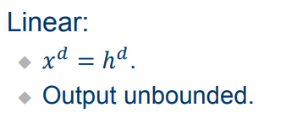 Linear:
◆ x^d = h^d.
◆ Output unbounded.